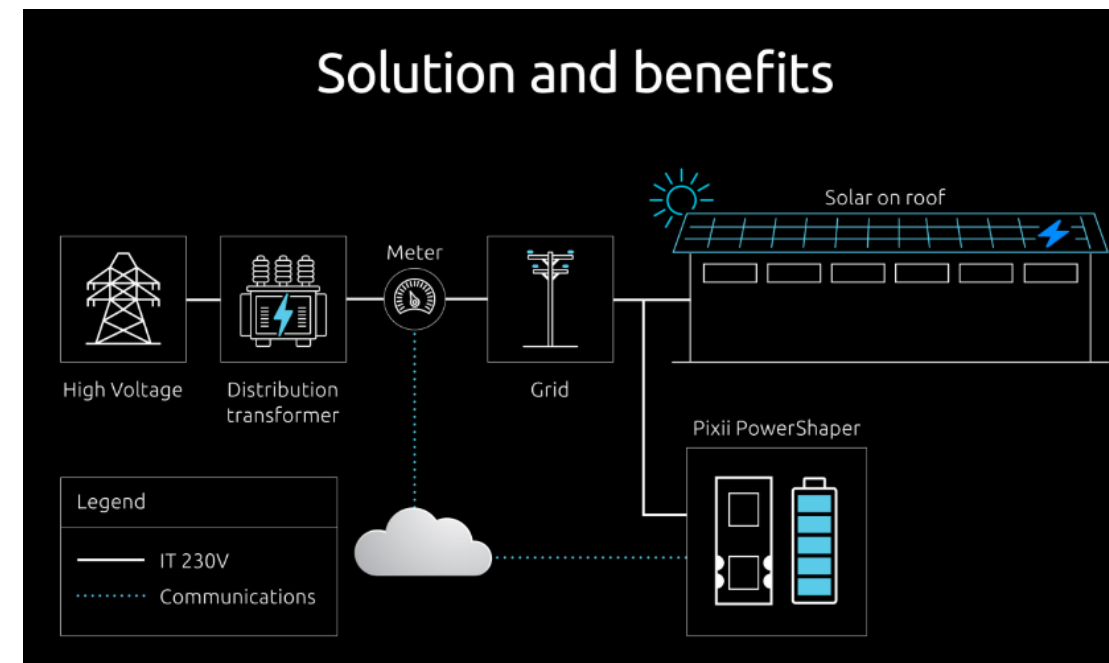 Solution and benefits
Solar on roof
Meter
High Voltage
Distribution
transformer
Grid
Pixii PowerShaper
Legend
IT 230V
Communications